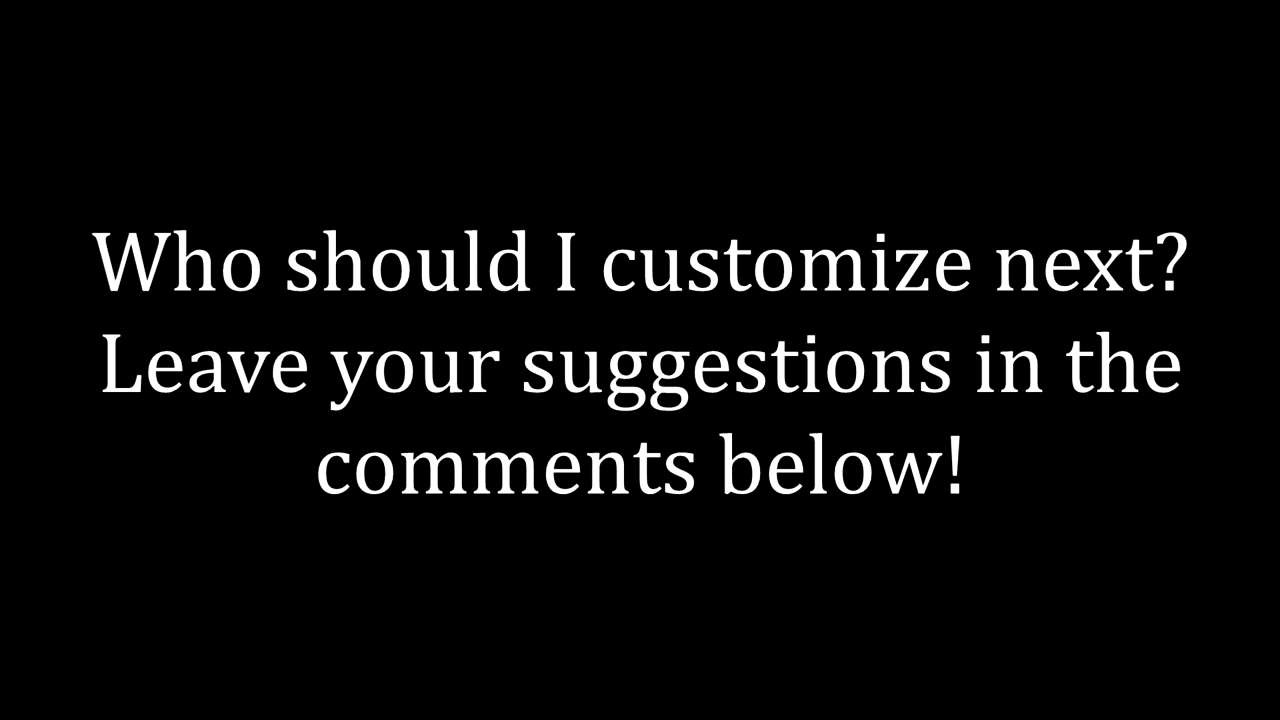 Who should I customize next?
Leave your suggestions in the
comments below!